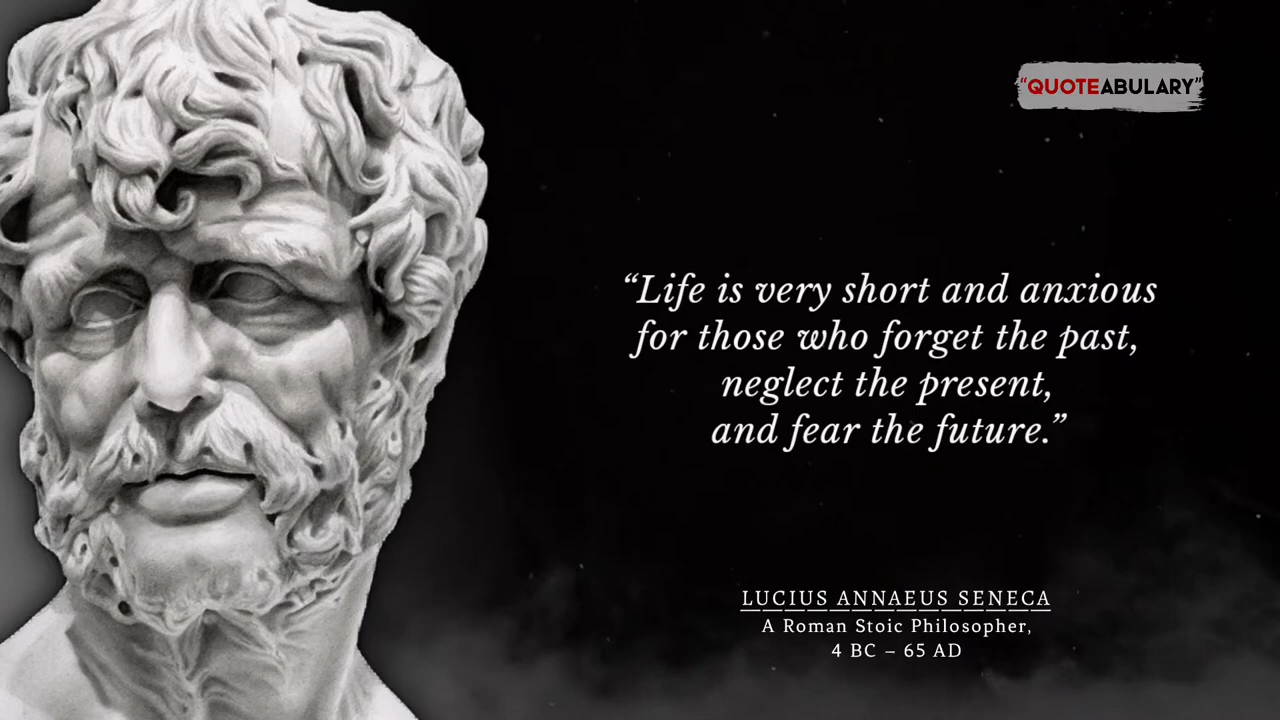 “QUOTEABULARY”
“Life is very short and anxious
for those who forget the past,
neglect the present,
and fear the future.”
LUCIUS ANNAEUS SENECA
A Roman Stoic Philosopher,
4 BC – 65 AD